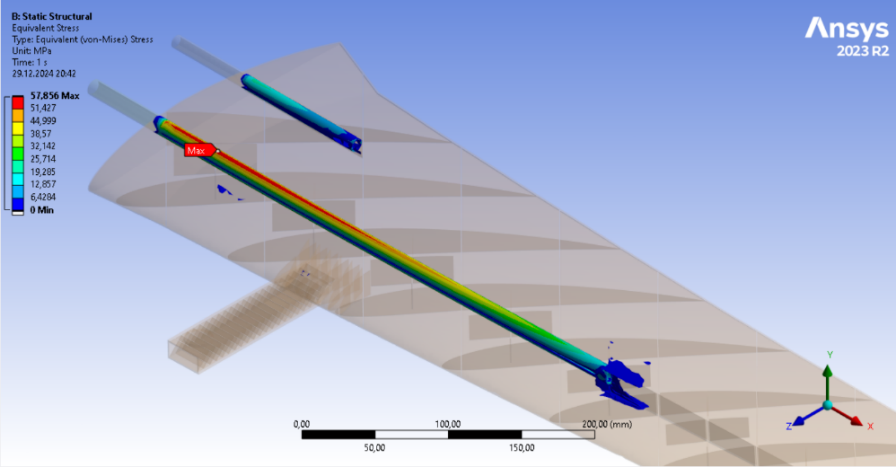 B: Static Structural
Equivalent Stress
Type: Equivalent (von-Mises) Stress
Unit: MPa
Time: 1 s
29.12.2024 20:42
57,856 Max
51,427
44,999
38,57
32,142
25,714
19,285
12,857
6,4284
0 Min
Ansys
2023 R2
Max
0,00
100,00
200,00 (mm)
50,00
150,00
Y
Z
X